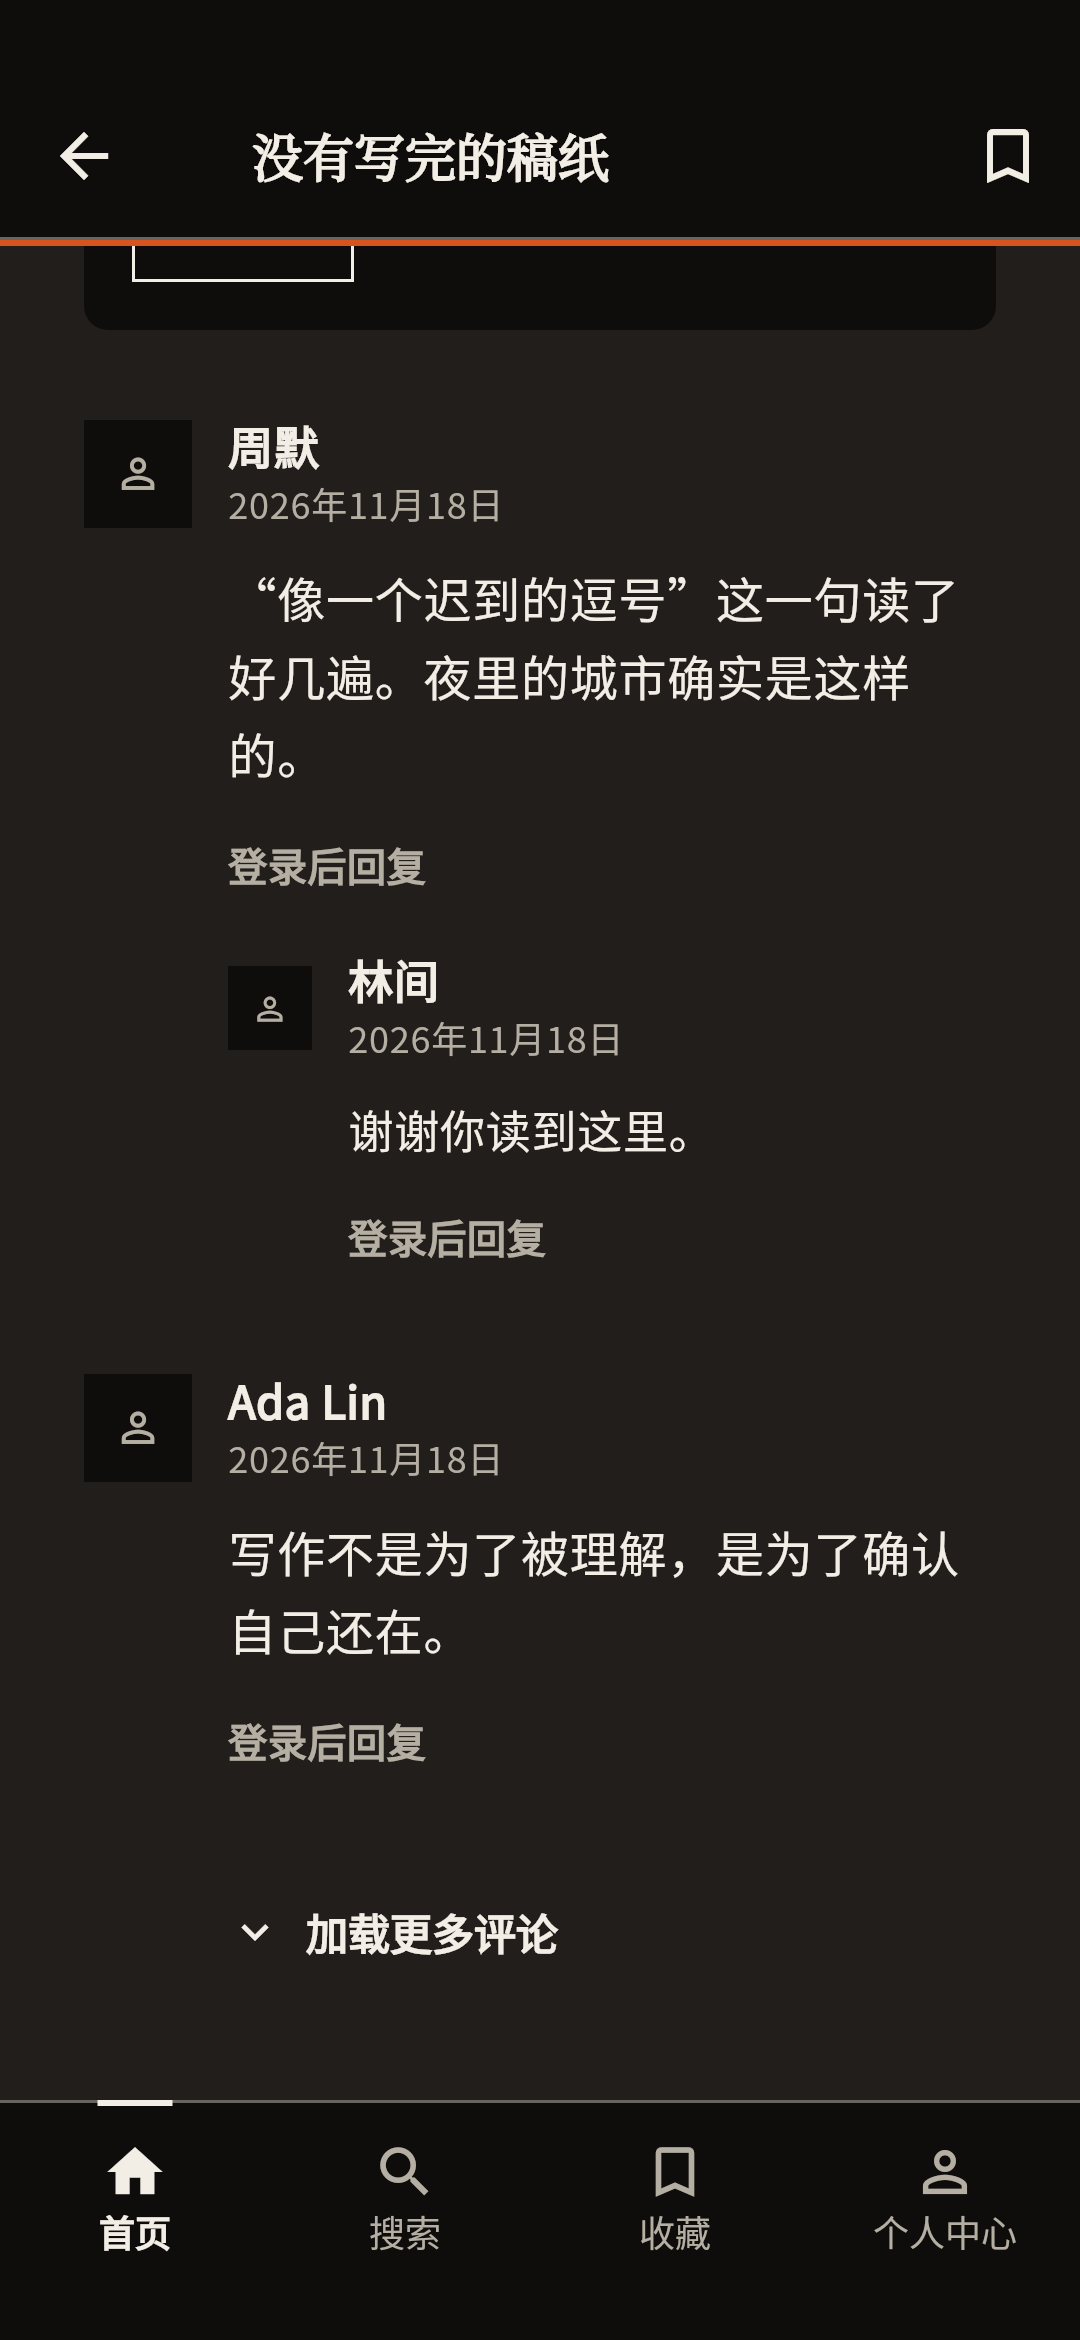 没有写完的稿纸
周默
2026年11月18日
“像一个迟到的逗号”这一句读了
好几遍。夜里的城市确实是这样
的。
登录后回复
林间
2026年11月18日
谢谢你读到这里。
登录后回复
Ada Lin
2026年11月18日
写作不是为了被理解，是为了确认
自己还在。
登录后回复
加载更多评论
首页
搜索
收藏
个人中心